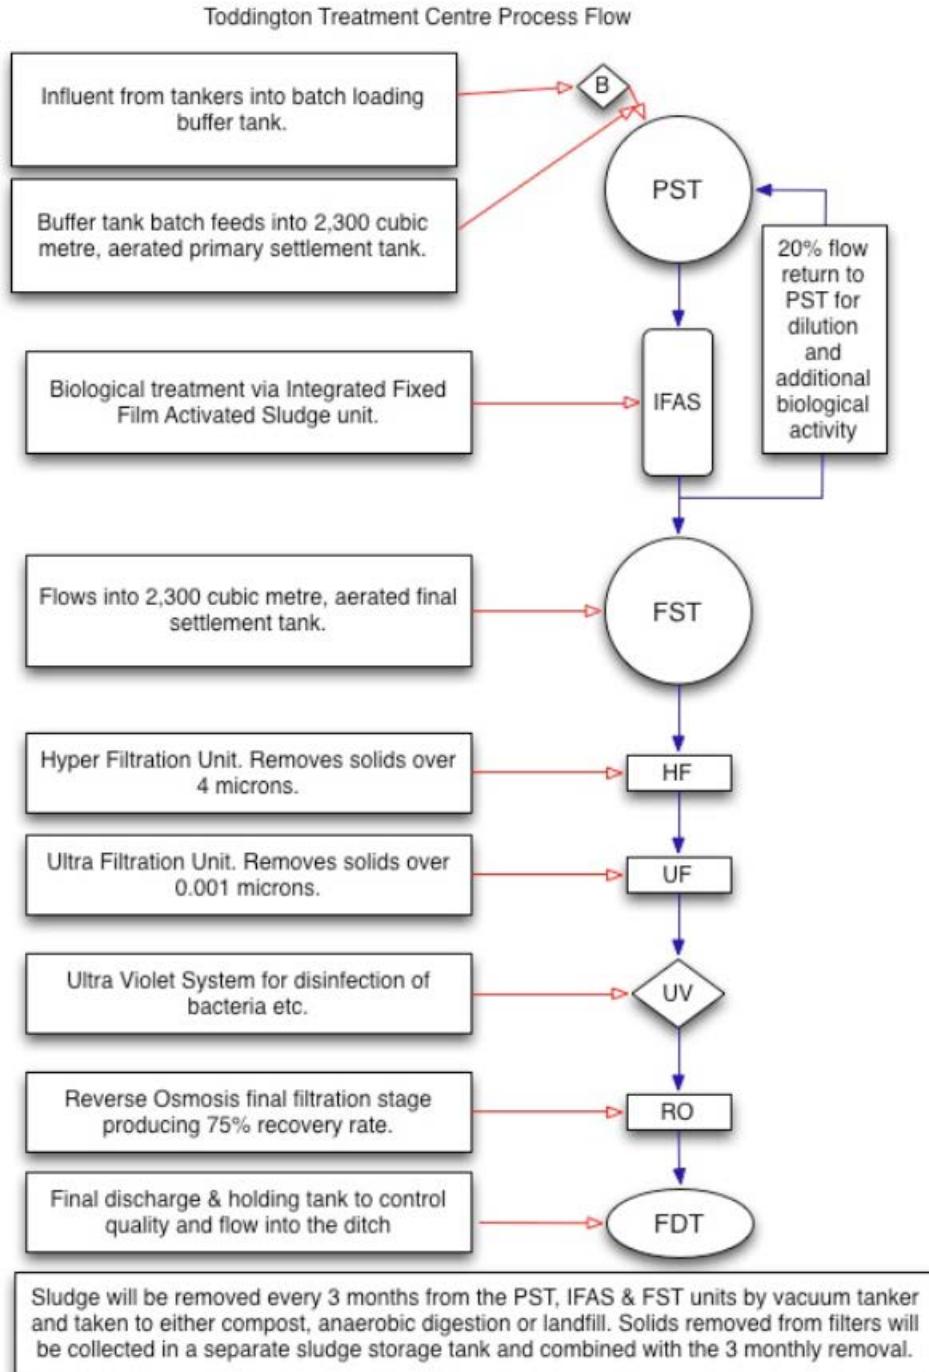 Toddington Treatment Centre Process Flow
Influent from tankers into batch loading
buffer tank.
B
Buffer tank batch feeds into 2,300 cubic
metre, aerated primary settlement tank.
PST
20% flow
return to
PST for
dilution
and
additional
biological
activity
Biological treatment via Integrated Fixed
Film Activated Sludge unit.
IFAS
Flows into 2,300 cubic metre, aerated final
settlement tank.
FST
Hyper Filtration Unit. Removes solids over
4 microns.
HF
Ultra Filtration Unit. Removes solids over
0.001 microns.
UF
Ultra Violet System for disinfection of
bacteria etc.
UV
Reverse Osmosis final filtration stage
producing 75% recovery rate.
RO
Final discharge & holding tank to control
quality and flow into the ditch
FDT
Sludge will be removed every 3 months from the PST, IFAS & FST units by vacuum tanker
and taken to either compost, anaerobic digestion or landfill. Solids removed from filters will
be collected in a separate sludge storage tank and combined with the 3 monthly removal.